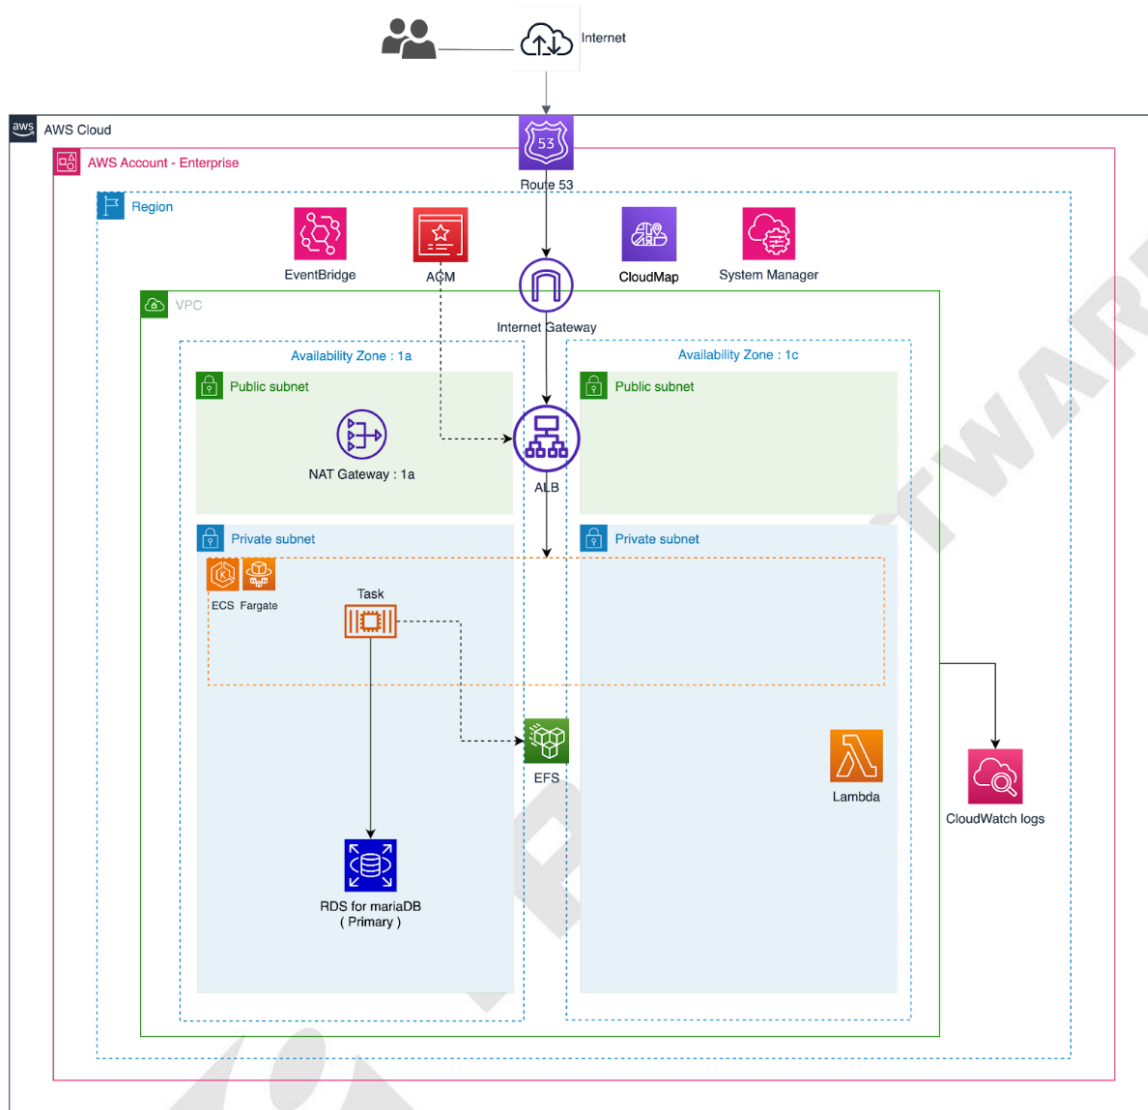 Internet
aws
AWS Cloud
AWS Account - Enterprise
53
Route 53
Region
EventBridge
ACM
CloudMap
System Manager
VPC
Internet Gateway
Availability Zone : 1a
Availability Zone : 1c
Public subnet
Public subnet
NAT Gateway : 1a
ALB
Private subnet
Private subnet
ECS Fargate
Task
EFS
Lambda
CloudWatch logs
RDS for mariaDB
( Primary )